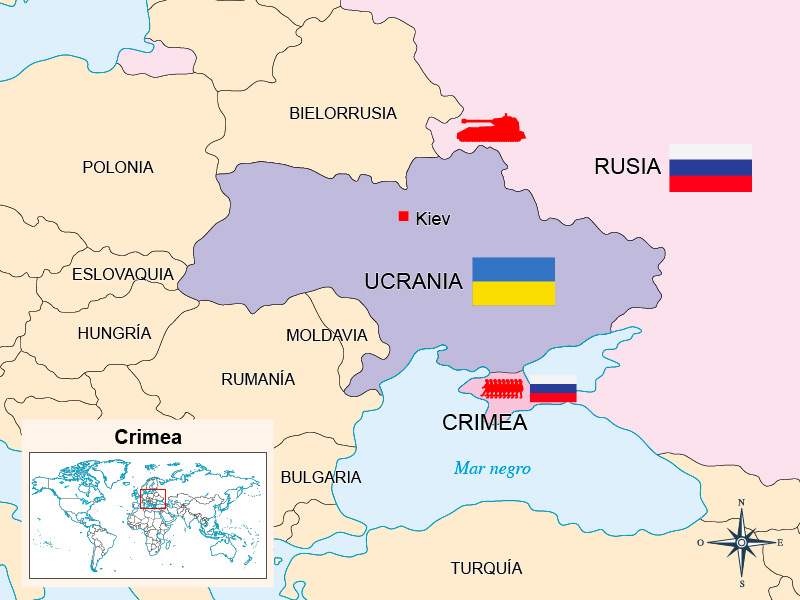 BIELORRUSIA
POLONIA
RUSIA
Kiev
ESLOVAQUIA
UCRANIA
HUNGRÍA
MOLDAVIA
RUMANÍA
CRIMEA
Crimea
Mar negro
BULGARIA
TURQUÍA
N
O
E
S